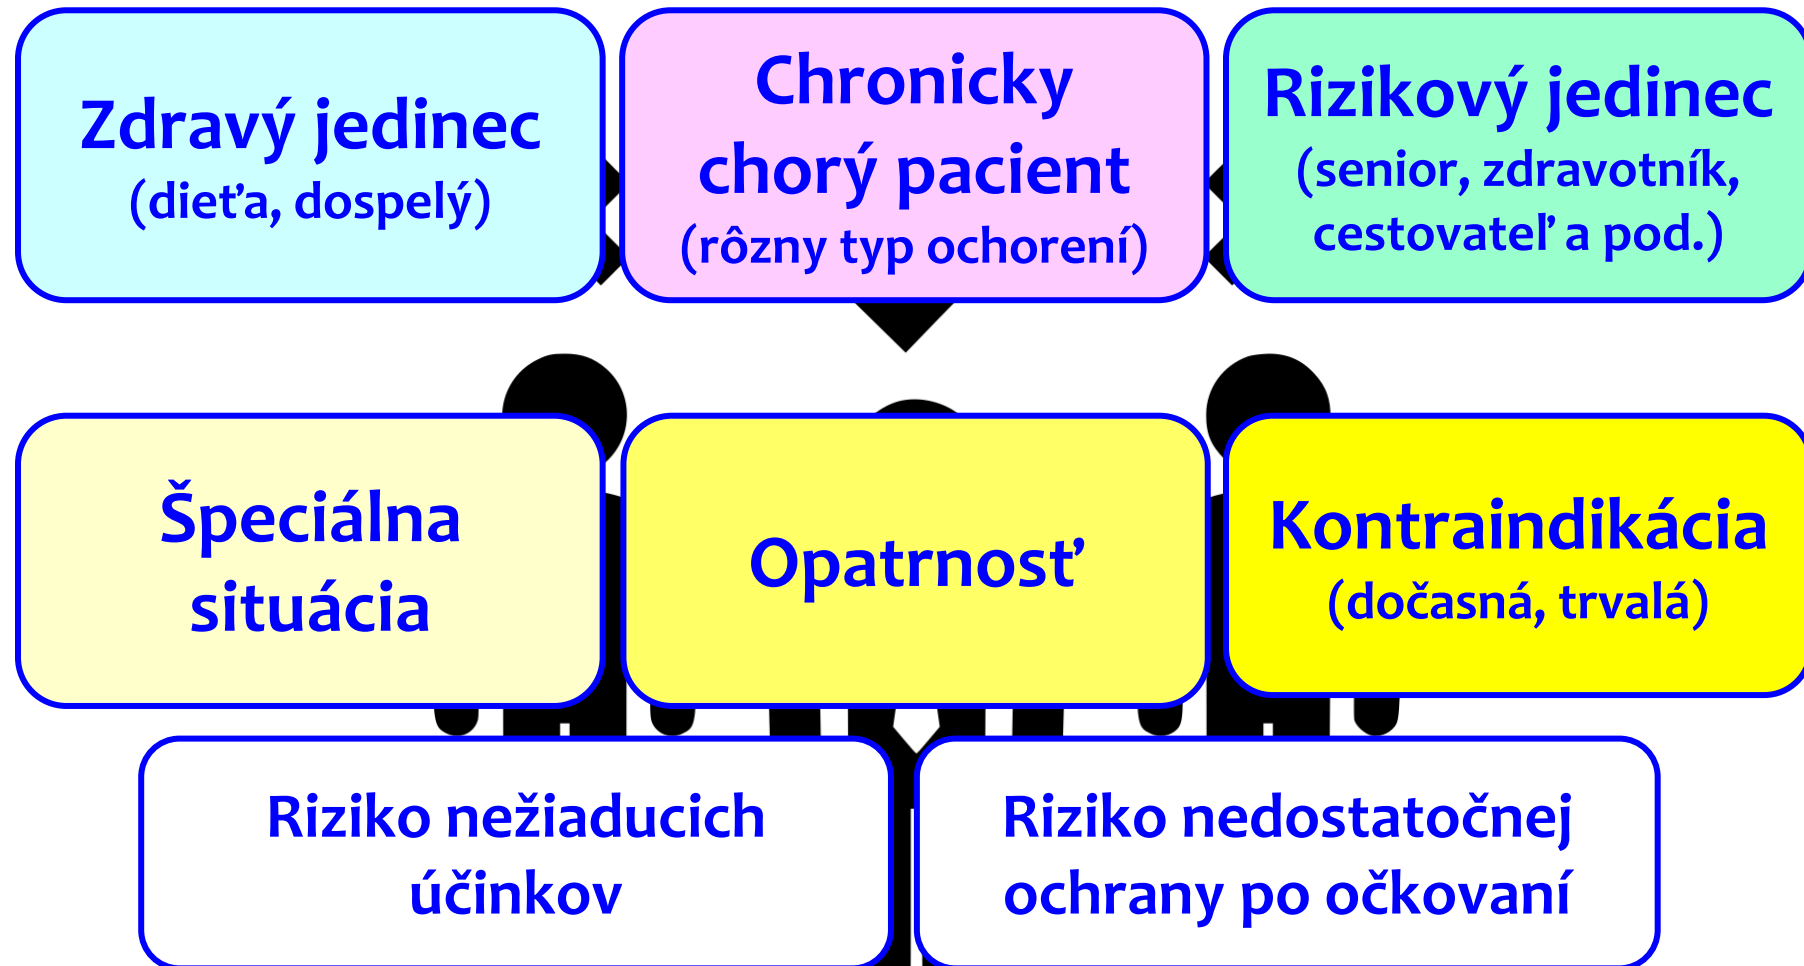 Zdravý jedinec
(dieťa, dospelý)
Chronicky
chorý pacient
(rôzny typ ochorení)
Rizikový jedinec
(senior, zdravotník,
cestovateľ a pod.)
Špeciálna
situácia
Opatrnosť
Kontraindikácia
(dočasná, trvalá)
Riziko nežiaducich
účinkov
Riziko nedostatočnej
ochrany po očkovaní